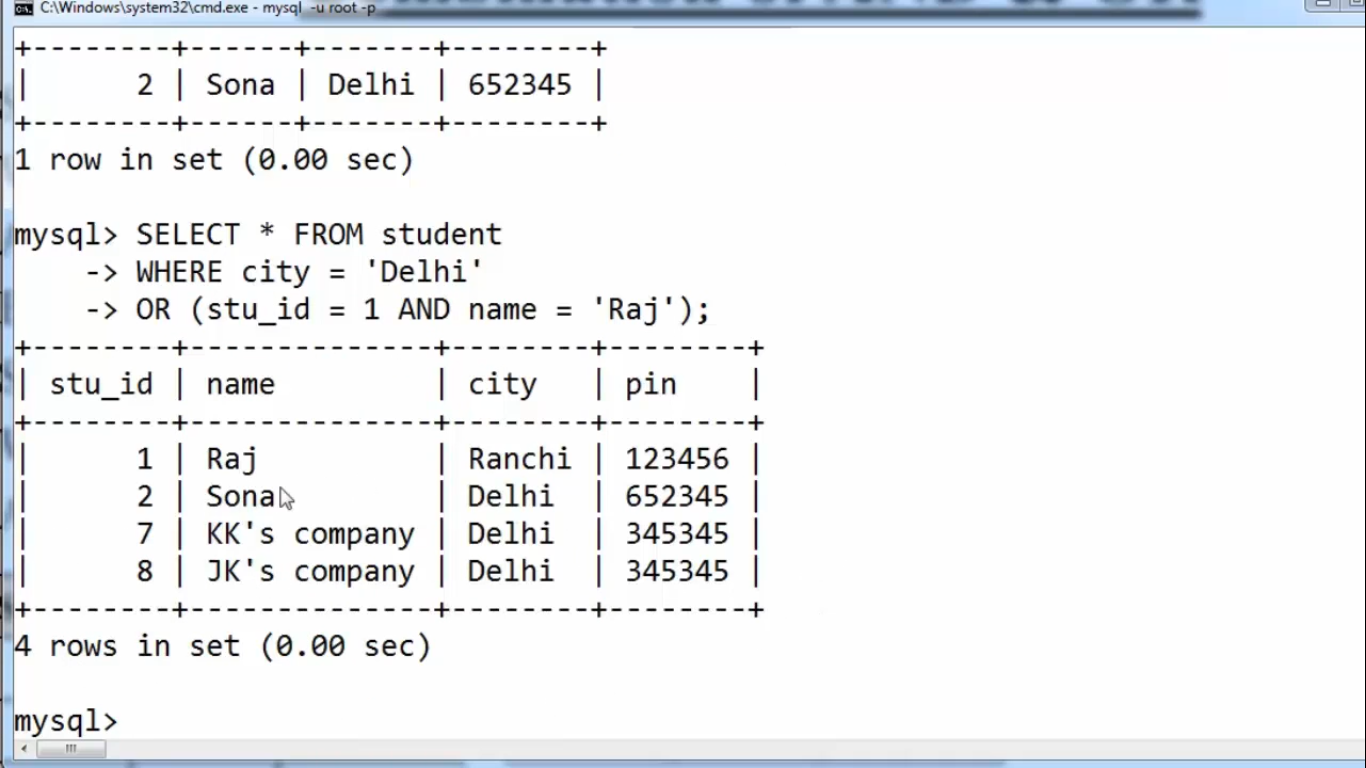 C:\Windows\system32\cmd.exe - mysql  -u root -p
+--------+------+-------+--------+
|      2 | Sona | Delhi | 652345 |
+--------+------+-------+--------+
1 row in set (0.00 sec)

mysql> SELECT * FROM student
    -> WHERE city = 'Delhi'
    -> OR (stu_id = 1 AND name = 'Raj');
+--------+--------------+--------+--------+
| stu_id | name         | city   | pin    |
+--------+--------------+--------+--------+
|      1 | Raj          | Ranchi | 123456 |
|      2 | Sona         | Delhi  | 652345 |
|      7 | KK's company | Delhi  | 345345 |
|      8 | JK's company | Delhi  | 345345 |
+--------+--------------+--------+--------+
4 rows in set (0.00 sec)

mysql>